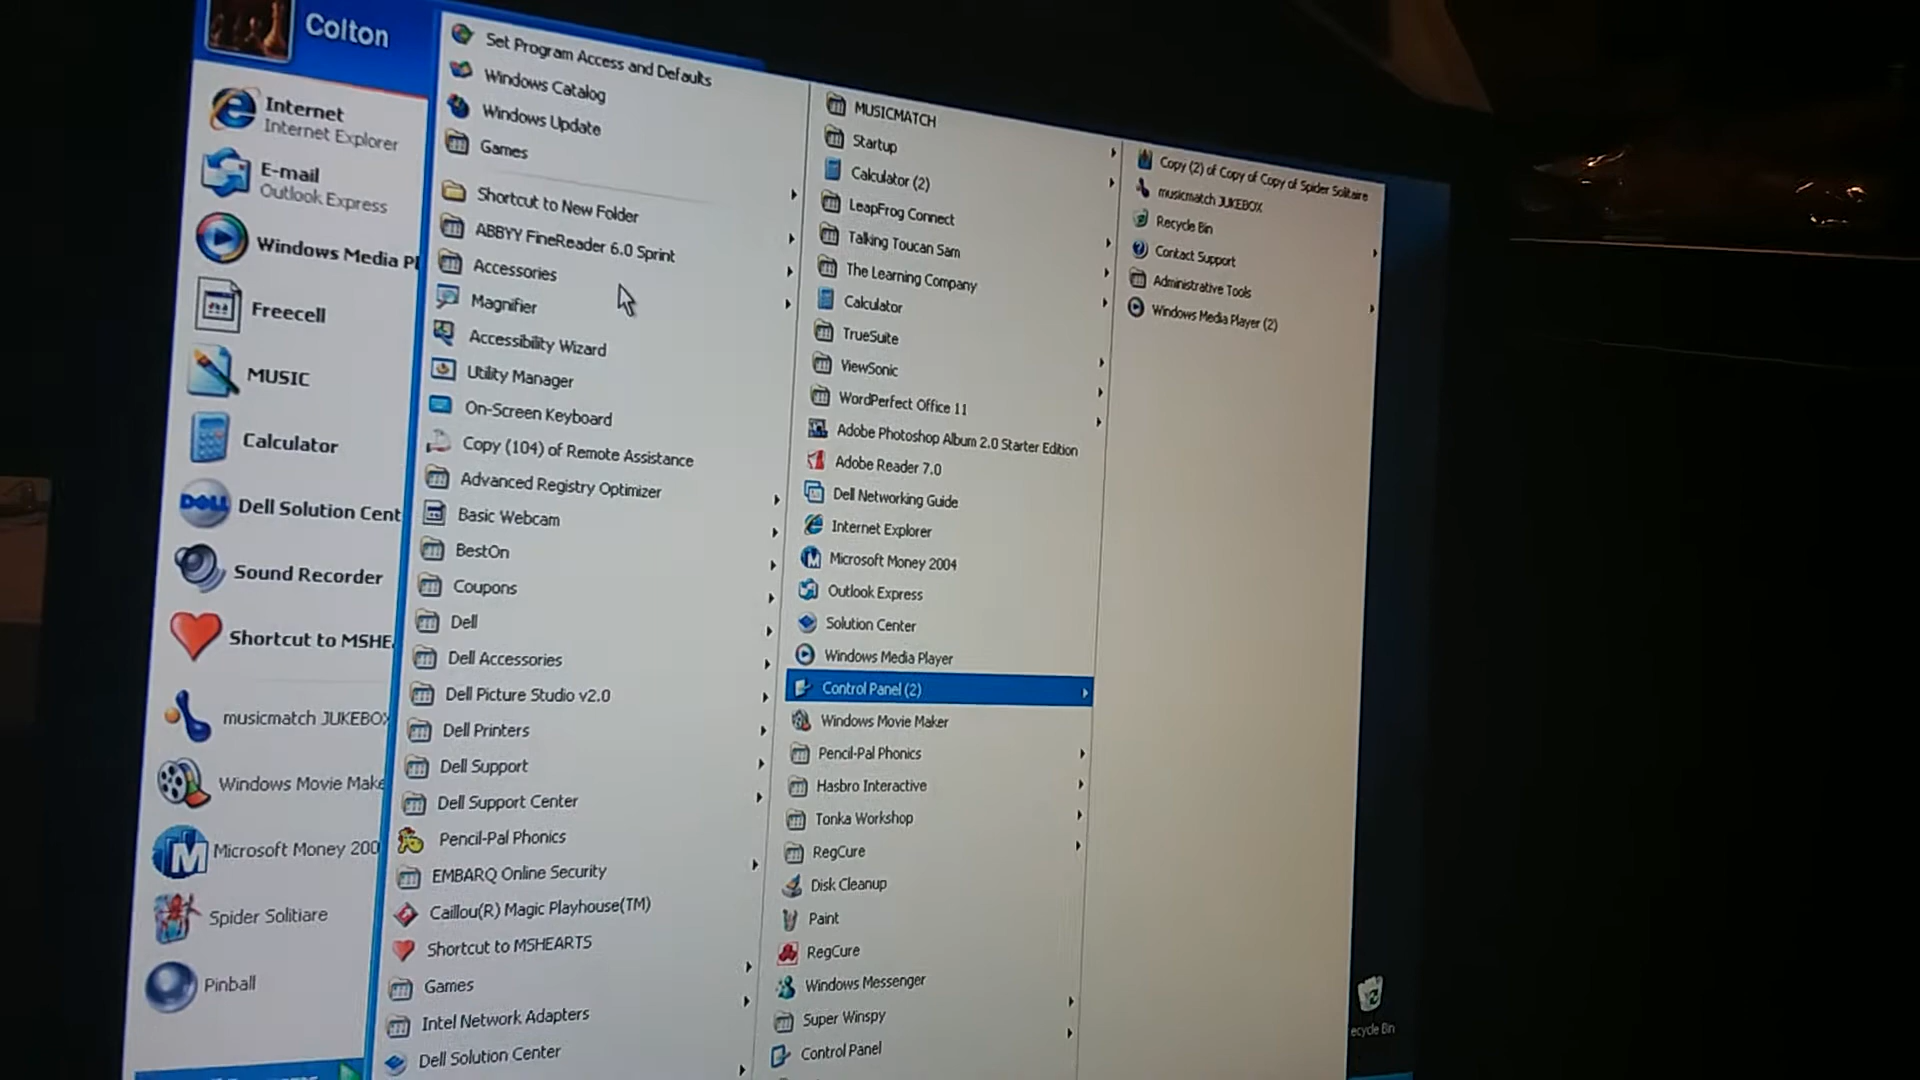 Colton
Internet
Internet Explorer
E-mail
Outlook Express
Windows Media Pl
Freecell
MUSIC
Calculator
DELL
Dell Solution Cent
Sound Recorder
Shortcut to MSHEA
musicmatch JUKEBOX
Windows Movie Make
Microsoft Money 200
Spider Solitiare
Pinball
Set Program Access and Defaults
Windows Catalog
Windows Update
Games
Shortcut to New Folder
ABBYY FineReader 6.0 Sprint
Accessories
Magnifier
Accessibility Wizard
Utility Manager
On-Screen Keyboard
Copy (104) of Remote Assistance
Advanced Registry Optimizer
Basic Webcam
BestOn
Coupons
Dell
Dell Accessories
Dell Picture Studio v2.0
Dell Printers
Dell Support
Dell Support Center
Pencil-Pal Phonics
EMBARQ Online Security
Caillou(R) Magic Playhouse(TM)
Shortcut to MSHEARTS
Games
Intel Network Adapters
Dell Solution Center
MUSICMATCH
Startup
Calculator (2)
LeapFrog Connect
Talking Toucan Sam
The Learning Company
Calculator
TrueSuite
ViewSonic
WordPerfect Office 11
Adobe Photoshop Album 2.0 Starter Edition
Adobe Reader 7.0
Dell Networking Guide
Internet Explorer
Microsoft Money 2004
Outlook Express
Solution Center
Windows Media Player
Control Panel (2)
Windows Movie Maker
Pencil-Pal Phonics
Hasbro Interactive
Tonka Workshop
RegCure
Disk Cleanup
Paint
RegCure
Windows Messenger
Super Winspy
Control Panel
Copy (2) of Copy of Copy of Spider Solitaire
musicmatch JUKEBOX
Recycle Bin
Contact Support
Administrative Tools
Windows Media Player (2)
ecycle Bin